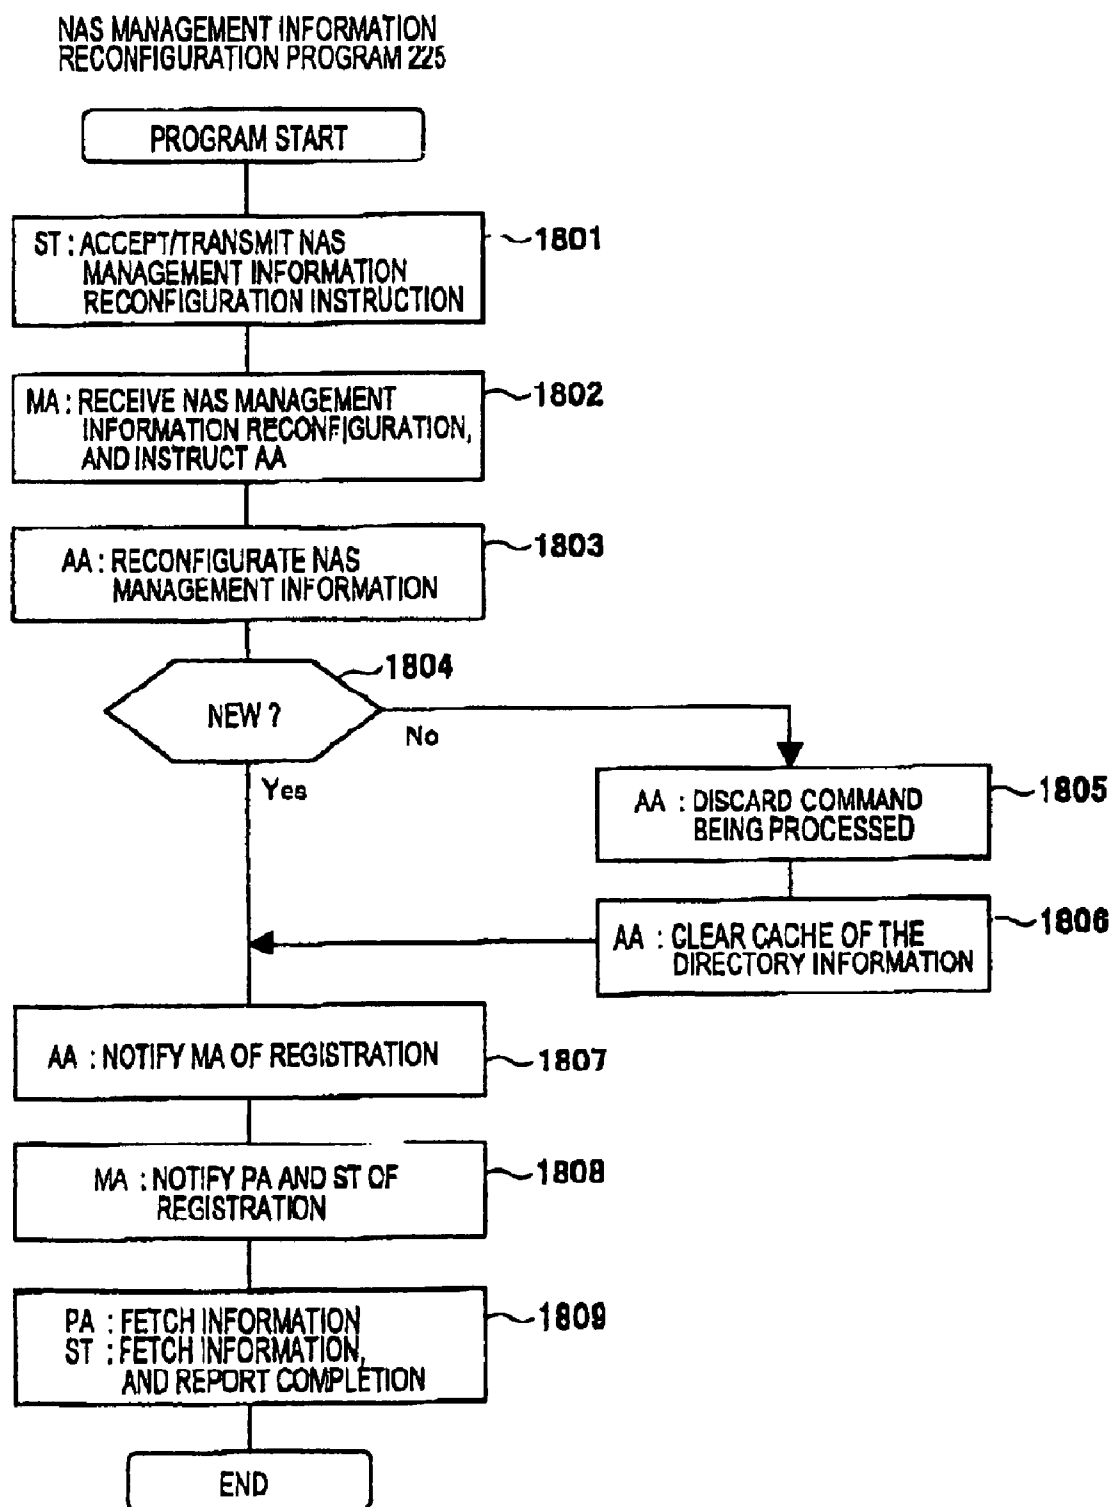 NAS MANAGEMENT INFORMATION
RECONFIGURATION PROGRAM 225
PROGRAM START
ST : ACCEPT/TRANSMIT NAS
MANAGEMENT INFORMATION
RECONFIGURATION INSTRUCTION
1801
MA : RECEIVE NAS MANAGEMENT
INFORMATION RECONFIGURATION,
AND INSTRUCT AA
1802
AA : RECONFIGURATE NAS
MANAGEMENT INFORMATION
1803
NEW ?
1804
No
Yes
AA : DISCARD COMMAND
BEING PROCESSED
1805
AA : CLEAR CACHE OF THE
DIRECTORY INFORMATION
1806
AA : NOTIFY MA OF REGISTRATION
1807
MA : NOTIFY PA AND ST OF
REGISTRATION
1808
PA : FETCH INFORMATION
ST : FETCH INFORMATION,
AND REPORT COMPLETION
1809
END